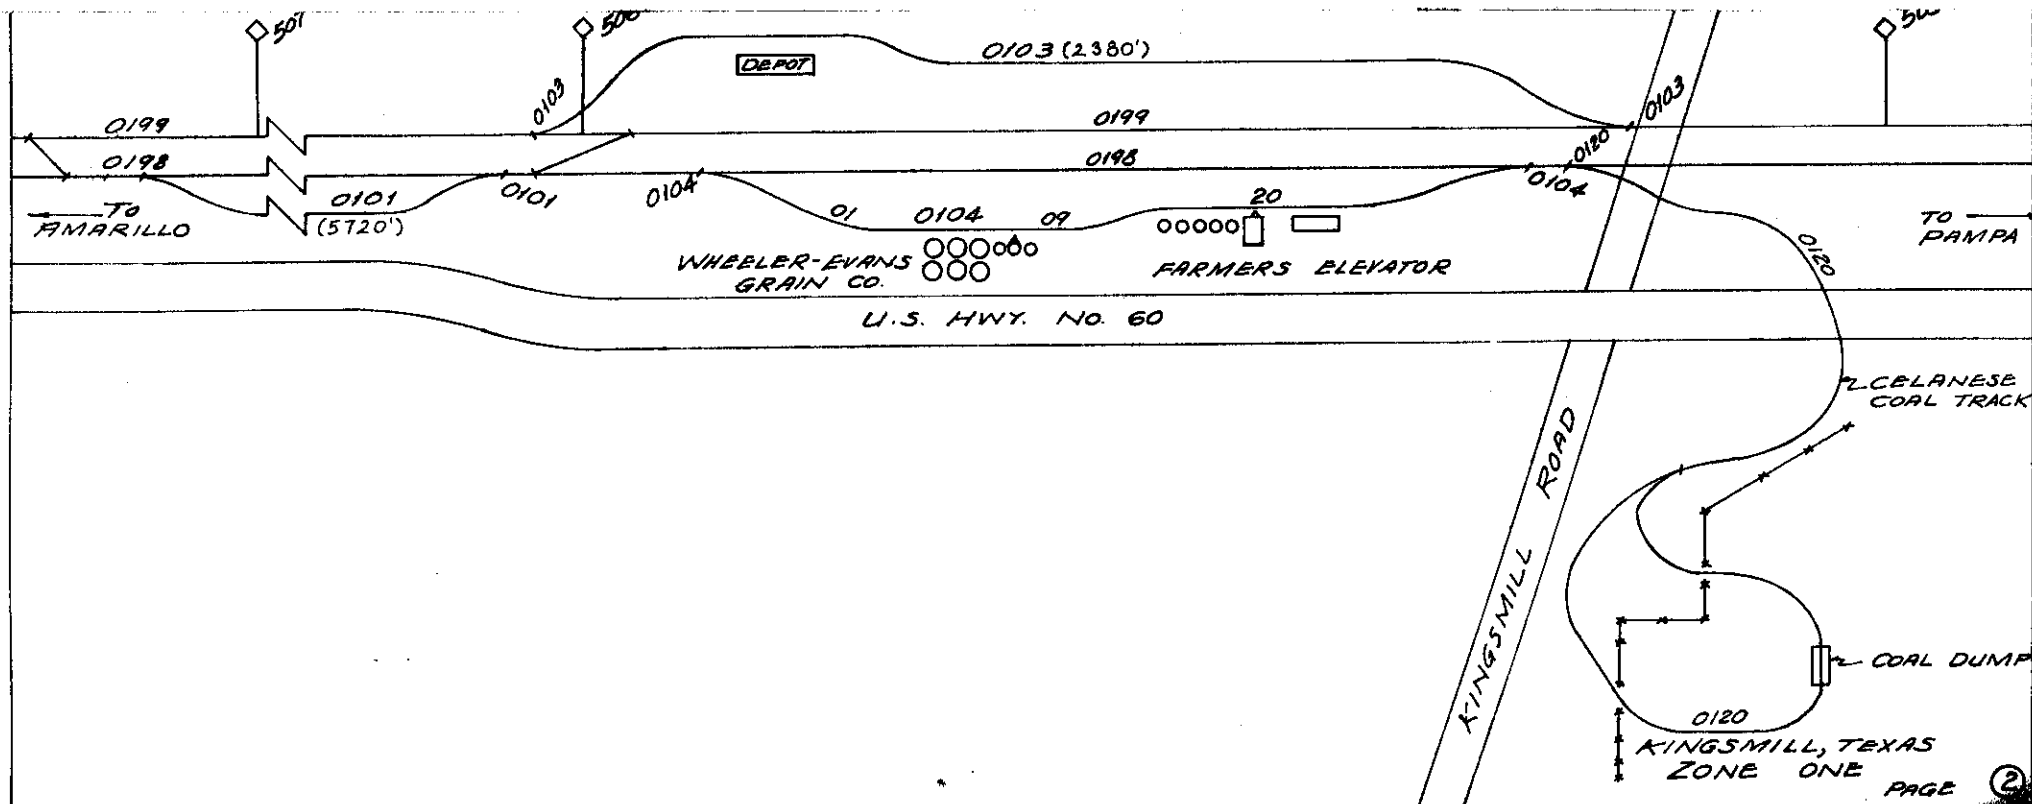 507
0103 (2380')
DEPOT
0103
0103
0199
0199
0198
0198
0120
0101
(5720')
0101
0104
0104
01
0104
09
20
TO
AMARILLO
TO
PAMPA
0120
WHEELER-EVANS
GRAIN CO.
FARMERS ELEVATOR
U.S. HWY. NO. 60
CELANESE
COAL TRACK
KINGSMILL ROAD
COAL DUMP
0120
KINGSMILL, TEXAS
ZONE ONE
PAGE 2